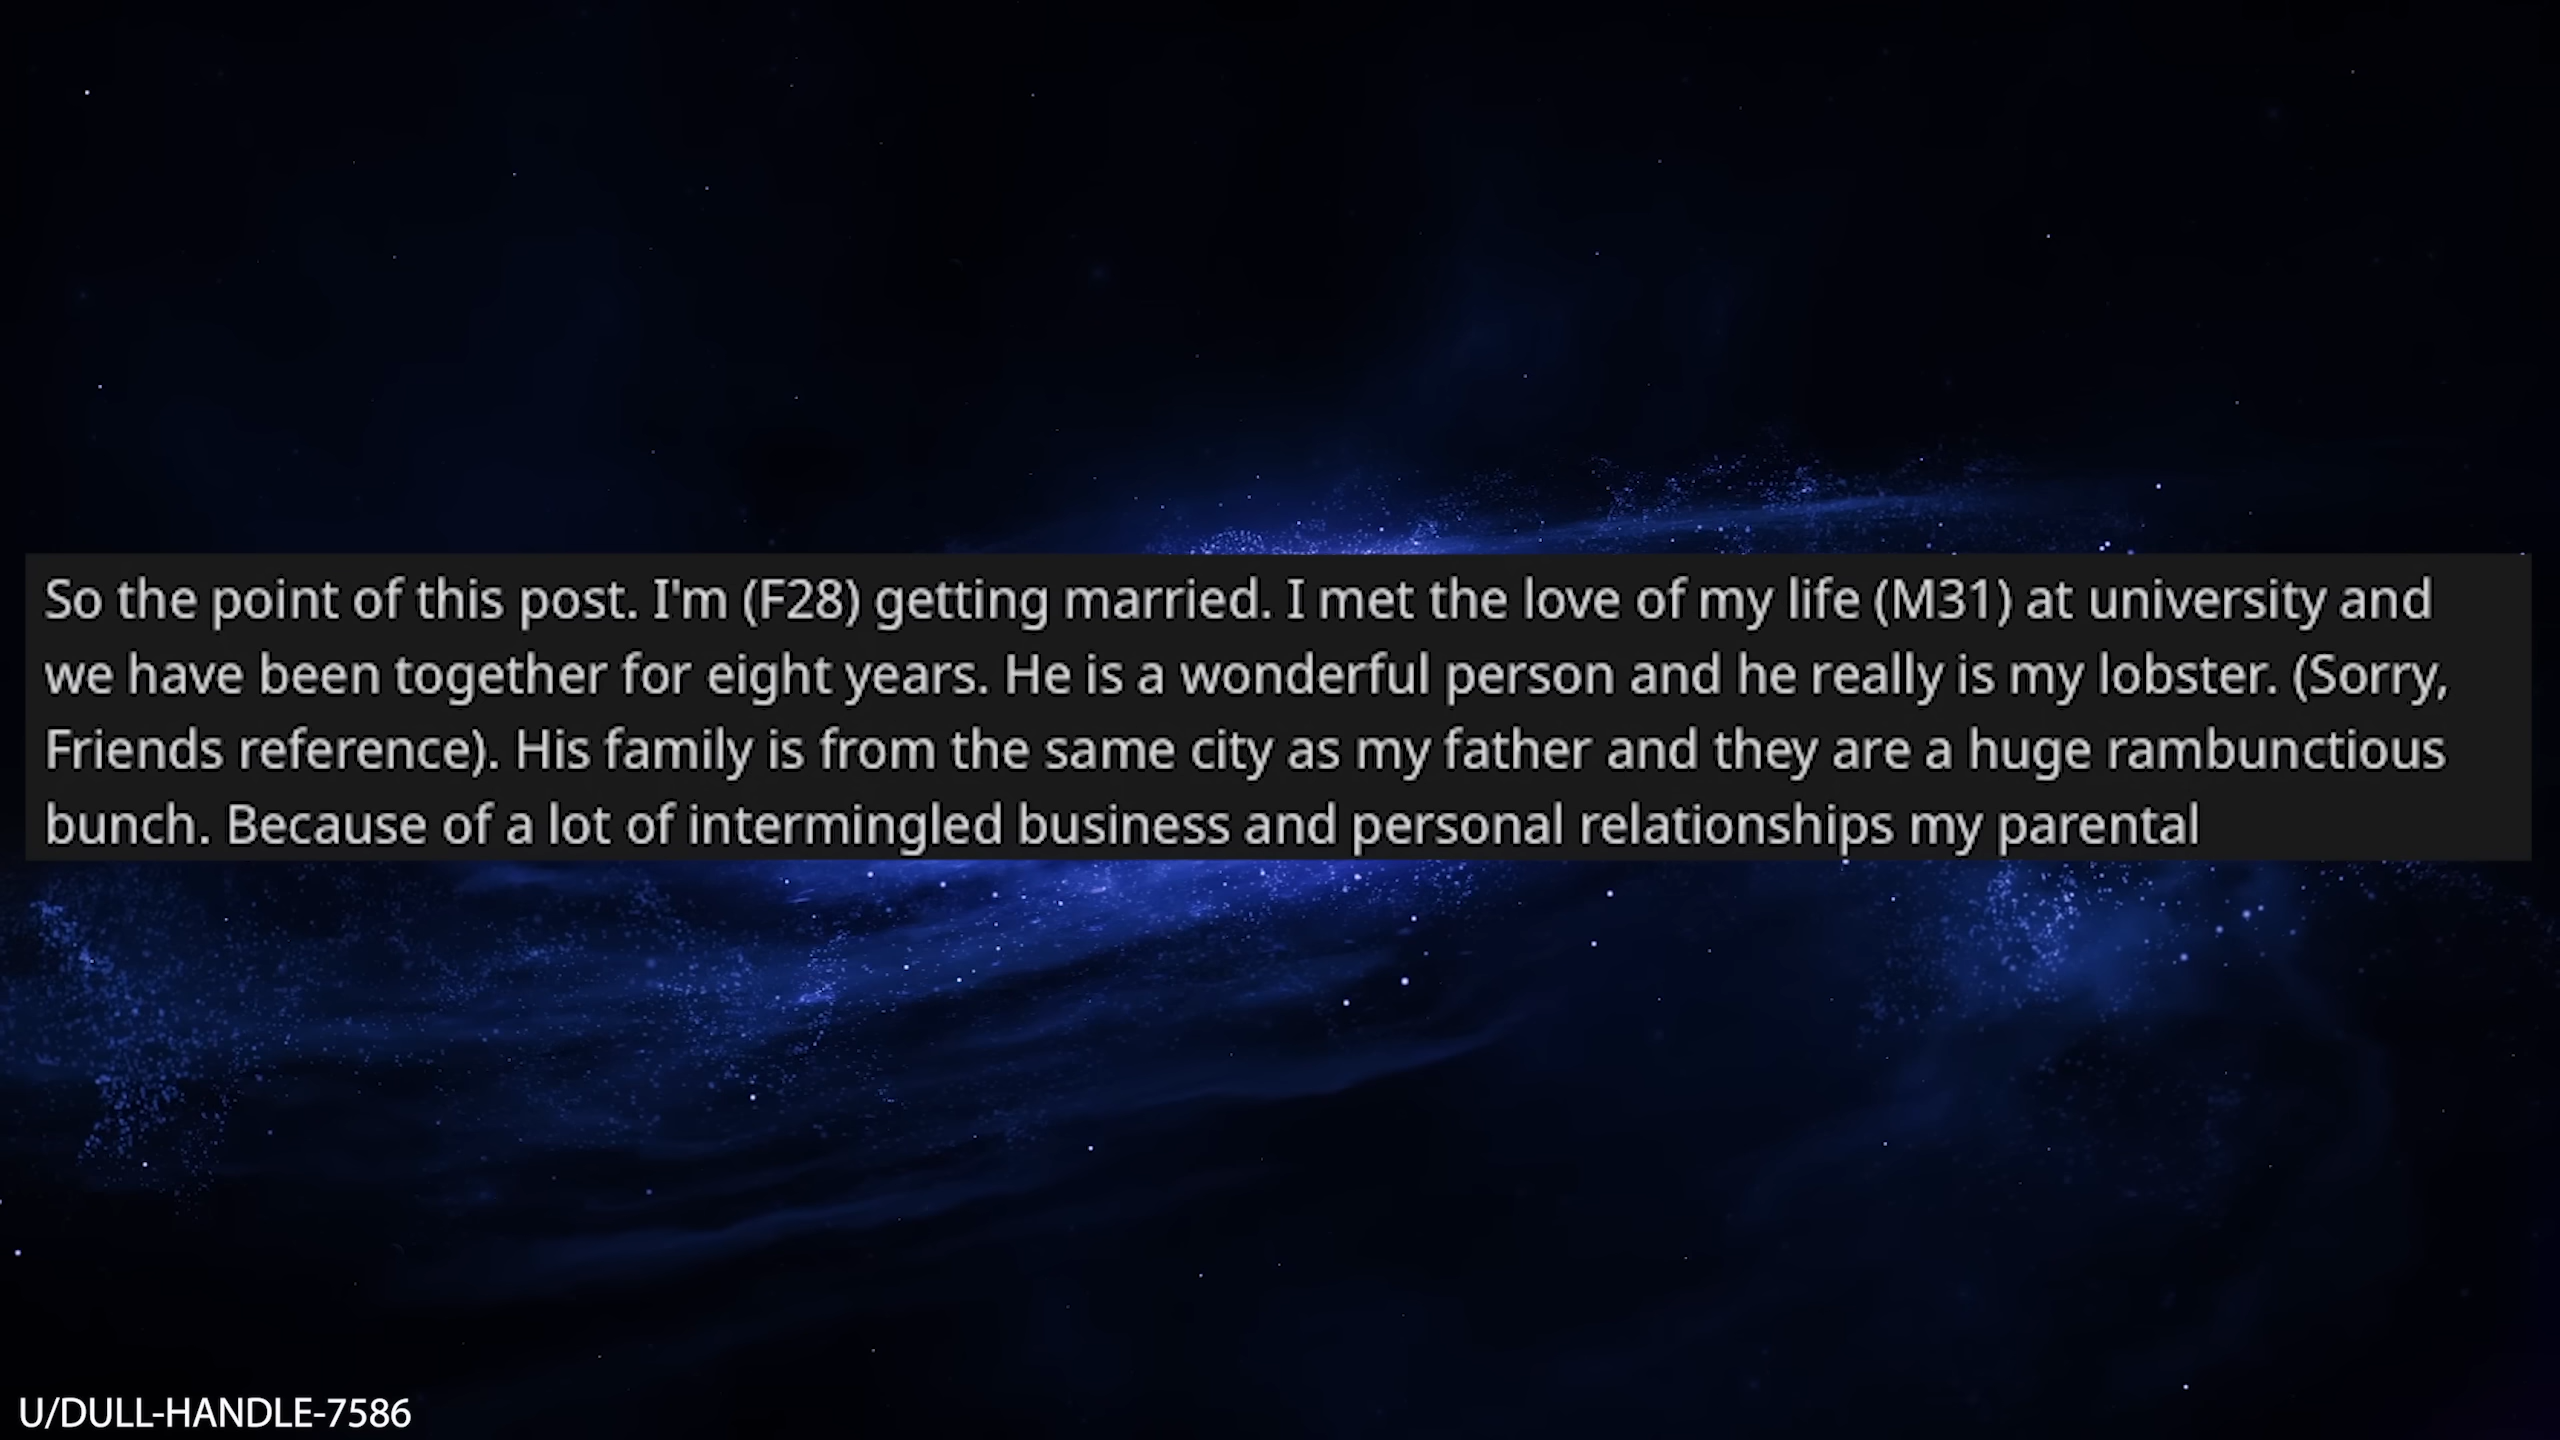 So the point of this post. I'm (F28) getting married. I met the love of my life (M31) at university and
we have been together for eight years. He is a wonderful person and he really is my lobster. (Sorry,
Friends reference). His family is from the same city as my father and they are a huge rambunctious
bunch. Because of a lot of intermingled business and personal relationships my parental
U/DULL-HANDLE-7586